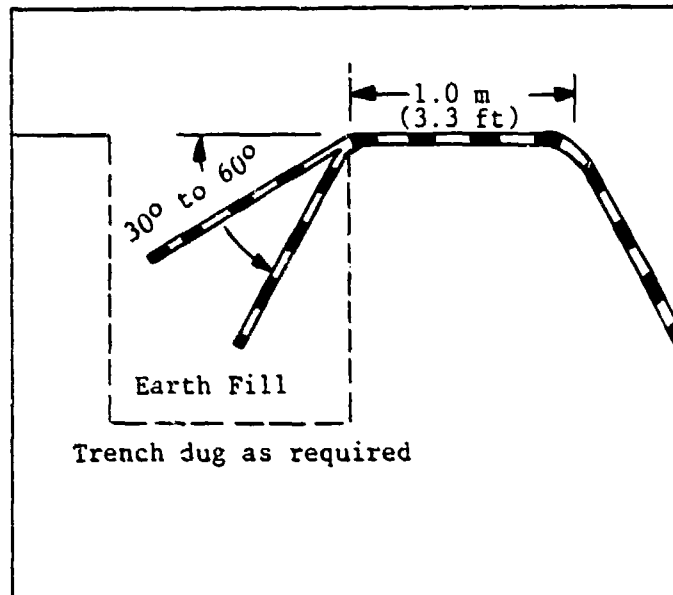 1.0 m
(3.3 ft)
30° to 60°
Earth Fill
Trench dug as required